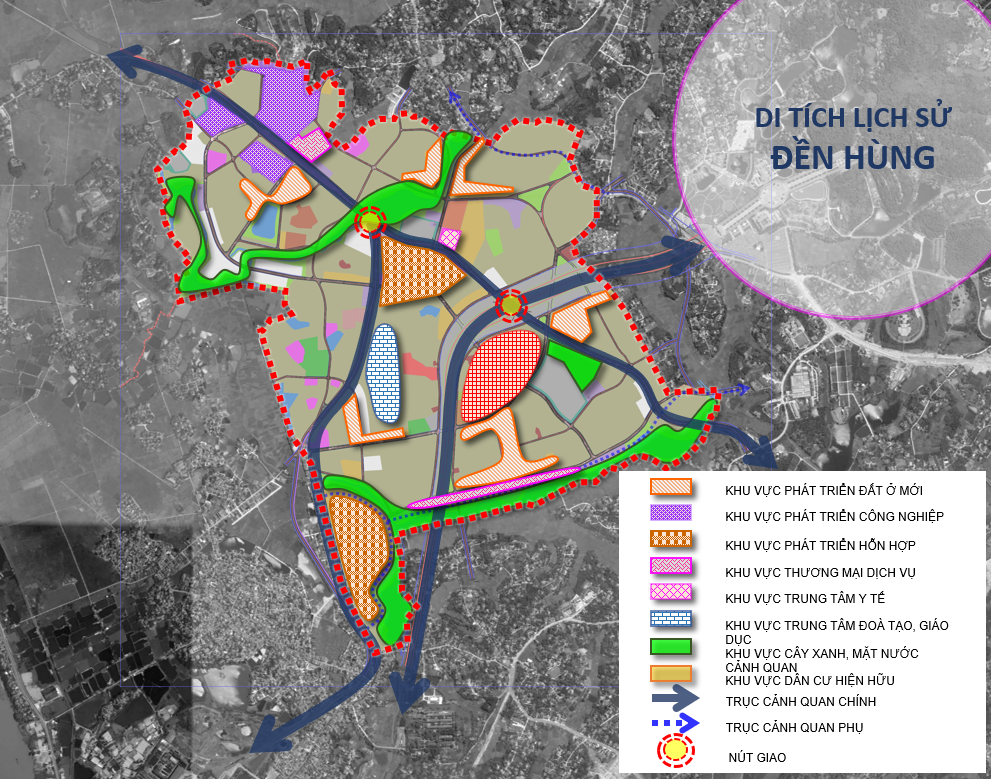 DI TÍCH LỊCH SỬ
ĐỀN HÙNG
KHU VỰC PHÁT TRIỂN ĐẤT Ở MỚI
KHU VỰC PHÁT TRIỂN CÔNG NGHIỆP
KHU VỰC PHÁT TRIỂN HỖN HỢP
KHU VỰC THƯƠNG MẠI DỊCH VỤ
KHU VỰC TRUNG TÂM Y TẾ
KHU VỰC TRUNG TÂM ĐOÀ TẠO, GIÁO
DỤC
KHU VỰC CÂY XANH, MẶT NƯỚC
CẢNH QUAN
KHU VỰC DÂN CƯ HIỆN HỮU
TRỤC CẢNH QUAN CHÍNH
TRỤC CẢNH QUAN PHỤ
NÚT GIAO